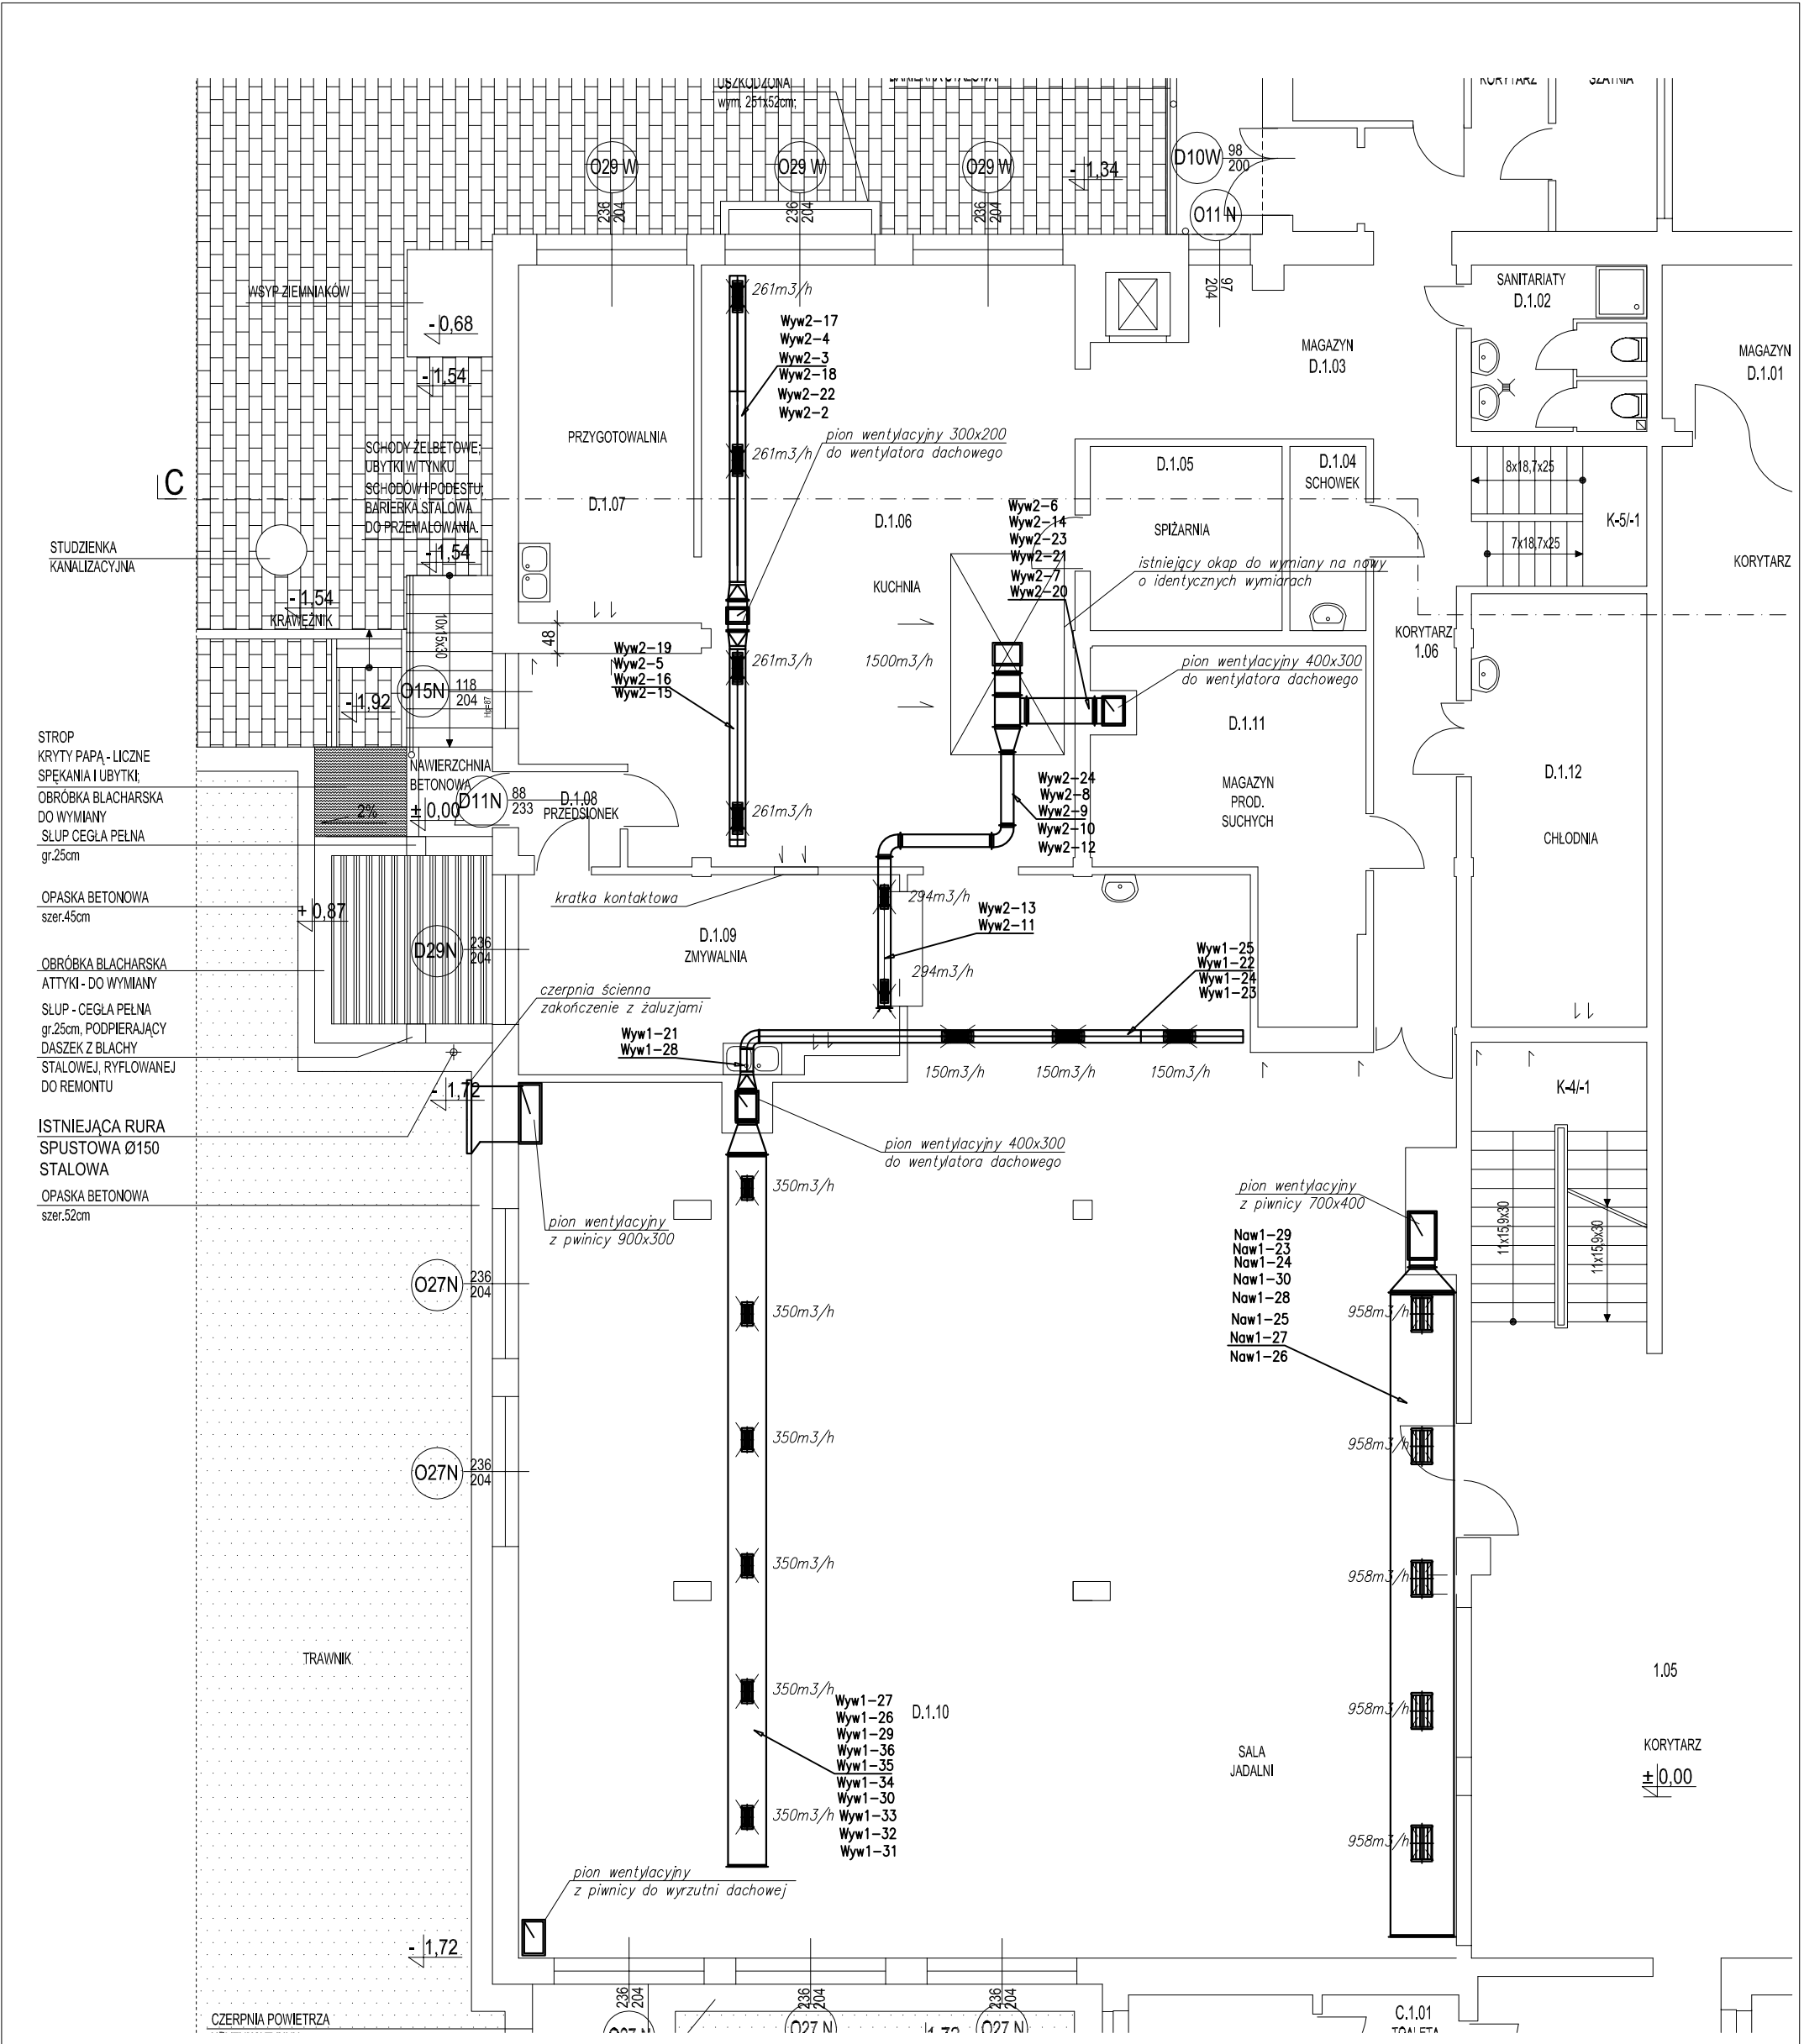 USZKODZONA
wym. 251x52cm;
KORYTARZ
SZATNIA
O29 W
236
204
O29 W
236
204
O29 W
236
204
- 1,34
D10W
98
200
O11 N
97
204
WSYP ZIEMNIAKÓW
- 0,68
- 1,54
SCHODY ŻELBETOWE;
UBYTKI W TYNKU
SCHODÓW I PODESTU;
BARIERKA STALOWA
DO PRZEMALOWANIA.
- 1,54
C
STUDZIENKA
KANALIZACYJNA
- 1,54
KRAWĘŻNIK
10x15x30
O15N
118
204
Hp=87
- 1,92
STROP
KRYTY PAPĄ - LICZNE
SPĘKANIA I UBYTKI;
OBRÓBKA BLACHARSKA
DO WYMIANY
SŁUP CEGŁA PEŁNA
gr.25cm
NAWIERZCHNIA
BETONOWA
2%
± 0,00
D11N
88
233
D.1.08
PRZEDSIONEK
OPASKA BETONOWA
szer.45cm
+ 0,87
D29N
236
204
OBRÓBKA BLACHARSKA
ATTYKI - DO WYMIANY
SŁUP - CEGŁA PEŁNA
gr.25cm, PODPIERAJĄCY
DASZEK Z BLACHY
STALOWEJ, RYFLOWANEJ
DO REMONTU
ISTNIEJĄCA RURA
SPUSTOWA Ø150
STALOWA
OPASKA BETONOWA
szer.52cm
- 1,72
PRZYGOTOWALNIA
D.1.07
48
261m3/h
Wyw2-17
Wyw2-4
Wyw2-3
Wyw2-18
Wyw2-22
Wyw2-2
261m3/h
pion wentylacyjny 300x200
do wentylatora dachowego
D.1.06
KUCHNIA
Wyw2-6
Wyw2-14
Wyw2-23
Wyw2-21
Wyw2-7
Wyw2-20
istniejący okap do wymiany na nowy
o identycznych wymiarach
Wyw2-19
Wyw2-5
Wyw2-16
Wyw2-15
261m3/h
1500m3/h
pion wentylacyjny 400x300
do wentylatora dachowego
261m3/h
Wyw2-24
Wyw2-8
Wyw2-9
Wyw2-10
Wyw2-12
MAGAZYN
D.1.03
SANITARIATY
D.1.02
MAGAZYN
D.1.01
D.1.05
SPIŻARNIA
D.1.04
SCHOWEK
8x18,7x25
7x18,7x25
K-5/-1
KORYTARZ
KORYTARZ
1.06
D.1.11
MAGAZYN
PROD.
SUCHYCH
D.1.12
CHŁODNIA
kratka kontaktowa
D.1.09
ZMYWALNIA
294m3/h
Wyw2-13
Wyw2-11
294m3/h
Wyw1-25
Wyw1-22
Wyw1-24
Wyw1-23
czerpnia ścienna
zakończenie z żaluzjami
Wyw1-21
Wyw1-28
150m3/h
150m3/h
150m3/h
K-4/-1
11x15,9x30
11x15,9x30
pion wentylacyjny 400x300
do wentylatora dachowego
350m3/h
pion wentylacyjny
z pwinicy 900x300
pion wentylacyjny
z piwnicy 700x400
Naw1-29
Naw1-23
Naw1-24
Naw1-30
Naw1-28
Naw1-25
Naw1-27
Naw1-26
958m3/h
O27N
236
204
350m3/h
O27N
236
204
350m3/h
958m3/h
350m3/h
958m3/h
TRAWNIK
350m3/h
Wyw1-27
Wyw1-26
Wyw1-29
Wyw1-36
Wyw1-35
Wyw1-34
Wyw1-30
Wyw1-33
Wyw1-32
Wyw1-31
D.1.10
958m3/h
1.05
SALA
JADALNI
KORYTARZ
± 0,00
350m3/h
958m3/h
pion wentylacyjny
z piwnicy do wyrzutni dachowej
- 1,72
236
204
236
204
236
204
CZERPNIA POWIETRZA
O27 N
O27 N
- 1,72
O27 N
C.1.01
TOALETA